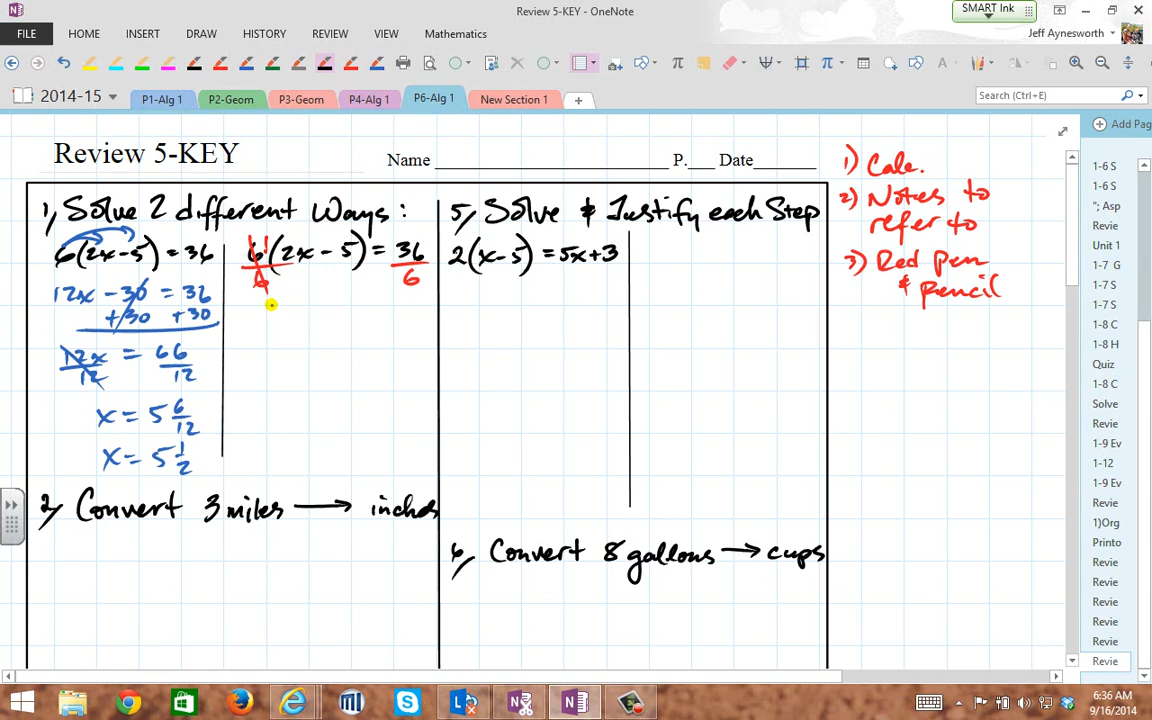 Review 5-KEY - OneNote
SMART Ink
FILE HOME INSERT DRAW HISTORY REVIEW VIEW Mathematics
Jeff Aynesworth
2014-15 P1-Alg 1 P2-Geom P3-Geom P4-Alg 1 P6-Alg 1 New Section 1
Search (Ctrl+E)
Add Pag
Review 5-KEY
Name P. Date
1) Calc.
2) Notes to
refer to
3) Red pen
& pencil
1) Solve 2 different Ways:
6(2x-5) = 36
12x - 30 = 36
+30 +30
12x = 66
12 12
x = 5 6/12
x = 5 1/2
6(2x - 5) = 36
6 6
1
2) Convert 3 miles → inches
5) Solve & Justify each Step
2(x-5) = 5x+3
6) Convert 8 gallons → cups
1-6 S
1-6 S
"; Asp
Revie
Unit 1
1-7 G
1-7 S
1-7 S
1-8 C
1-8 H
Quiz
1-8 C
Solve
Revie
1-9 Ev
1-12
1-9 Ev
Revie
1)Org
Printo
Revie
Revie
Revie
Revie
Revie
Revie
6:36 AM
9/16/2014